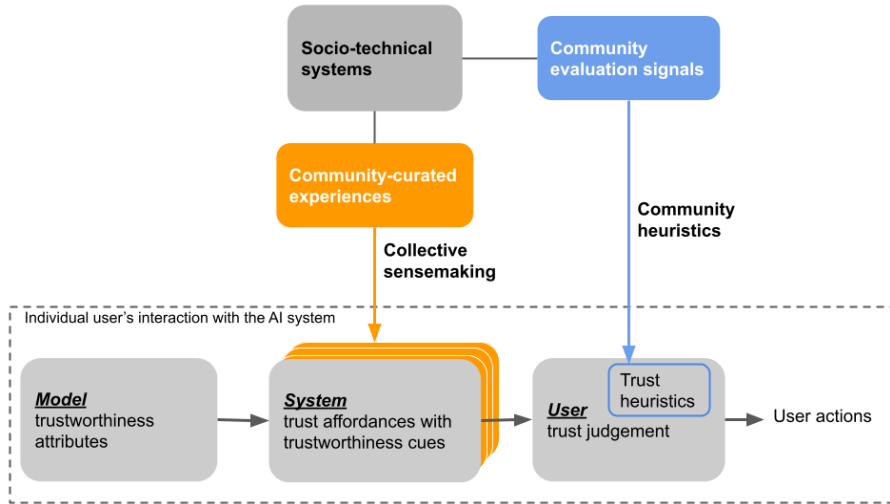 Socio-technical
systems
Community
evaluation signals
Community-curated
experiences
Community
heuristics
Collective
sensemaking
Individual user's interaction with the AI system
Model
trustworthiness
attributes
System
trust affordances with
trustworthiness cues
Trust
heuristics
User
trust judgement
User actions